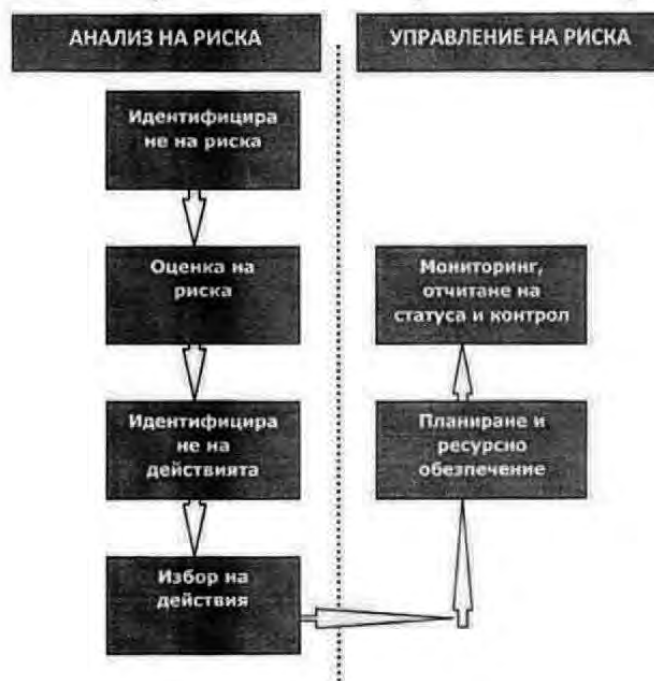 АНАЛИЗ НА РИСКА
УПРАВЛЕНИЕ НА РИСКА
Идентифицира
не на риска
Оценка на
риска
Идентифицира
не на
действията
Избор на
действия
Мониторинг,
отчитане на
статуса и контрол
Планиране и
ресурсно
обезпечение